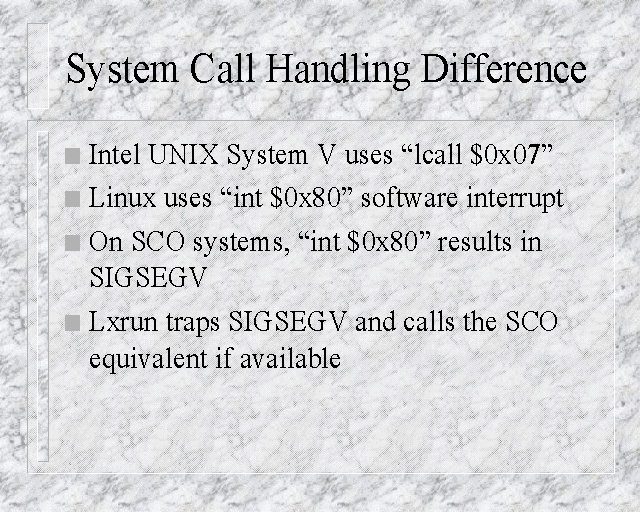 System Call Handling Difference
Intel UNIX System V uses “lcall $0x07”
Linux uses “int $0x80” software interrupt
On SCO systems, “int $0x80” results in
SIGSEGV
Lxrun traps SIGSEGV and calls the SCO
equivalent if available